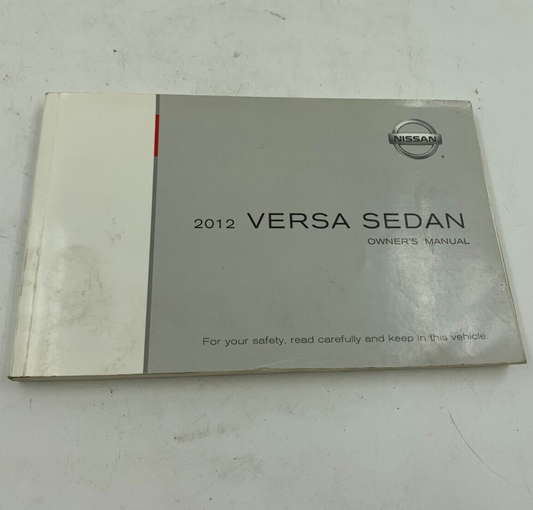 NISSAN
2012 VERSA SEDAN
OWNER'S MANUAL
For your safety, read carefully and keep in this vehicle.